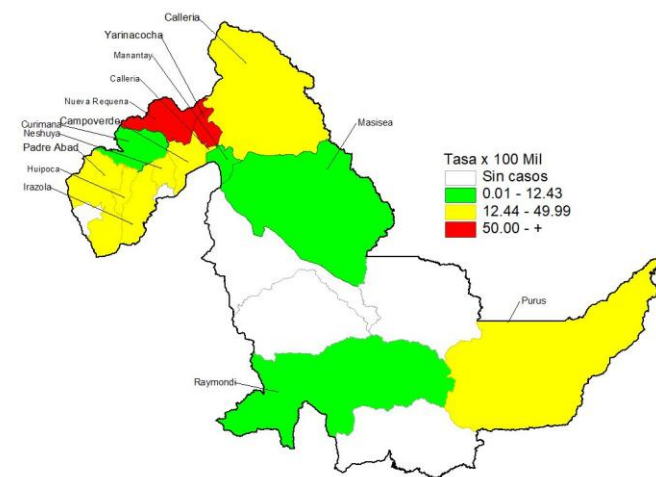 Calleria
Yarinacocha
Manantay
Calleria
Nueva Requena
Campoverde
Curimana
Neshuya
Padre Abad
Huipoca
Irazola
Masisea
Tasa x 100 Mil
Sin casos
0.01 - 12.43
12.44 - 49.99
50.00 - +
Purus
Raymondi